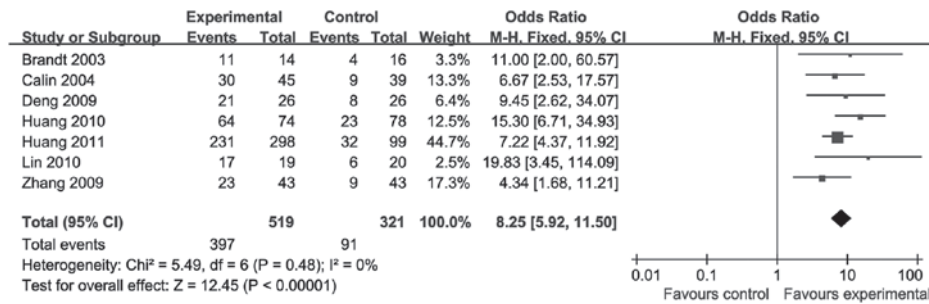 Experimental Control Odds Ratio Odds Ratio
Study or Subgroup Events Total Events Total Weight M-H. Fixed. 95% CI M-H. Fixed. 95% CI
Brandt 2003 11 14 4 16 3.3% 11.00 [2.00, 60.57]
Calin 2004 30 45 9 39 13.3% 6.67 [2.53, 17.57]
Deng 2009 21 26 8 26 6.4% 9.45 [2.62, 34.07]
Huang 2010 64 74 23 78 12.5% 15.30 [6.71, 34.93]
Huang 2011 231 298 32 99 44.7% 7.22 [4.37, 11.92]
Lin 2010 17 19 6 20 2.5% 19.83 [3.45, 114.09]
Zhang 2009 23 43 9 43 17.3% 4.34 [1.68, 11.21]
Total (95% CI) 519 321 100.0% 8.25 [5.92, 11.50]
Total events 397 91
Heterogeneity: Chi² = 5.49, df = 6 (P = 0.48); I² = 0%
Test for overall effect: Z = 12.45 (P < 0.00001)
0.01 0.1 1 10 100
Favours control Favours experimental